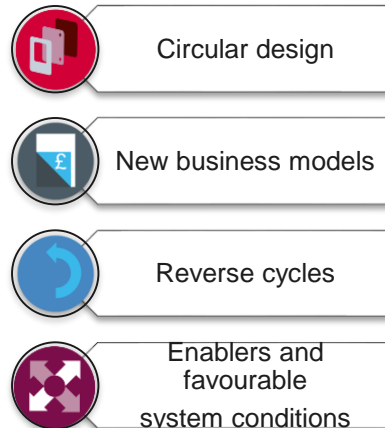 Circular design
£
New business models
Reverse cycles
Enablers and
favourable
system conditions